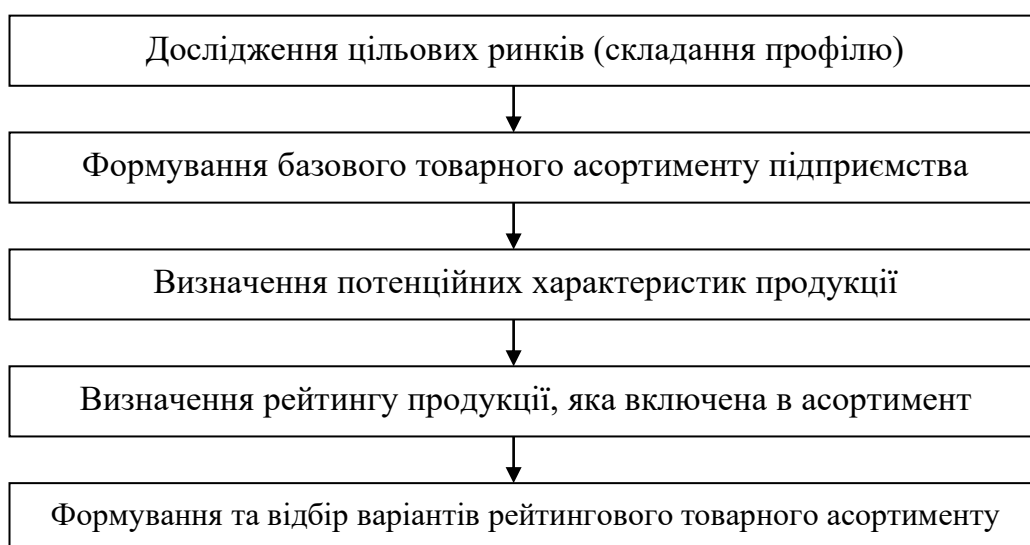 Дослідження цільових ринків (складання профілю)
Формування базового товарного асортименту підприємства
Визначення потенційних характеристик продукції
Визначення рейтингу продукції, яка включена в асортимент
Формування та відбір варіантів рейтингового товарного асортименту